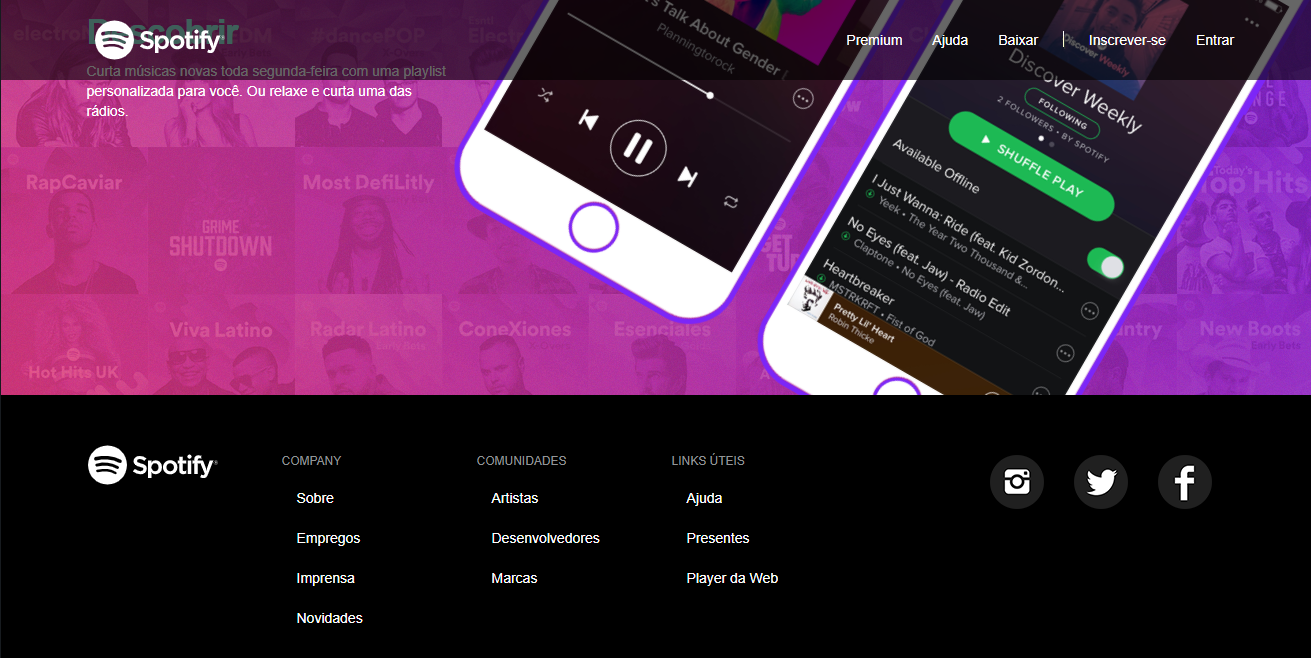 Descobrir
Spotify®
Premium
Ajuda
Baixar
Inscrever-se
Entrar
Curta músicas novas toda segunda-feira com uma playlist
personalizada para você. Ou relaxe e curta uma das
rádios.
#dancePOP
RapCaviar
GRIME
SHUTDOWN
Most DefiLitly
Viva Latino
Radar Latino
ConeXiones
Esenciales
Hot Hits UK
s Talk About Gender
Planningtorock
Discover Weekly
Discover Weekly
FOLLOWING
2 FOLLOWERS • BY SPOTIFY
SHUFFLE PLAY
Available Offline
I Just Wanna: Ride (feat. Kid Zordon...
Yeek • The Year Two Thousand &...
No Eyes (feat. Jaw) - Radio Edit
Claptone • No Eyes (feat. Jaw)
Heartbreaker
MSTRKRFT • Fist of God
Pretty Lil' Heart
Robin Thicke
Today's
Top Hits
New Boots
Spotify®
COMPANY
Sobre
Empregos
Imprensa
Novidades
COMUNIDADES
Artistas
Desenvolvedores
Marcas
LINKS ÚTEIS
Ajuda
Presentes
Player da Web